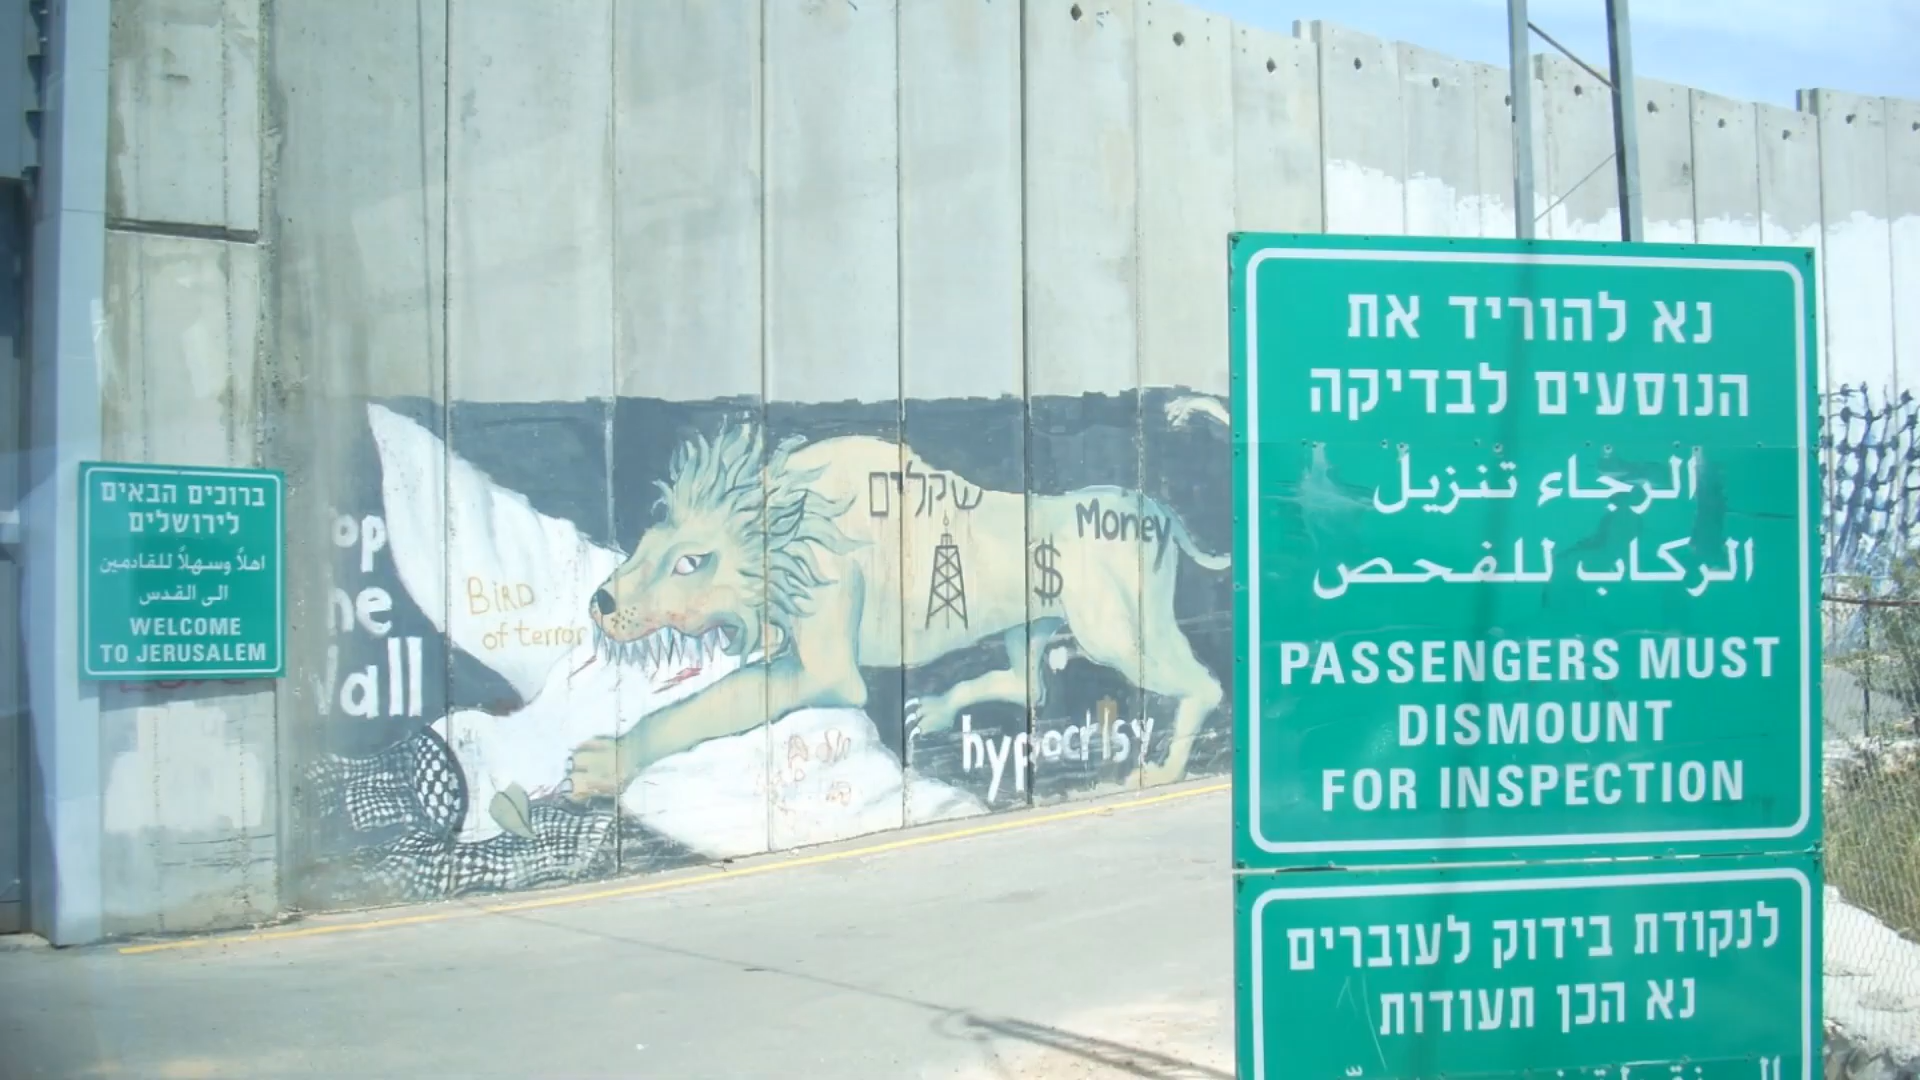 ברוכים הבאים
לירושלים
اهلاً وسهلاً للقادمين
الى القدس
WELCOME
TO JERUSALEM
op
he
Wall
BiRD
of terror
שקלים
$
Money
hypocrisy
נא להוריד את
הנוסעים לבדיקה
الرجاء تنزيل
الركاب للفحص
PASSENGERS MUST
DISMOUNT
FOR INSPECTION
לנקודת בידוק לעוברים
נא הכן תעודות